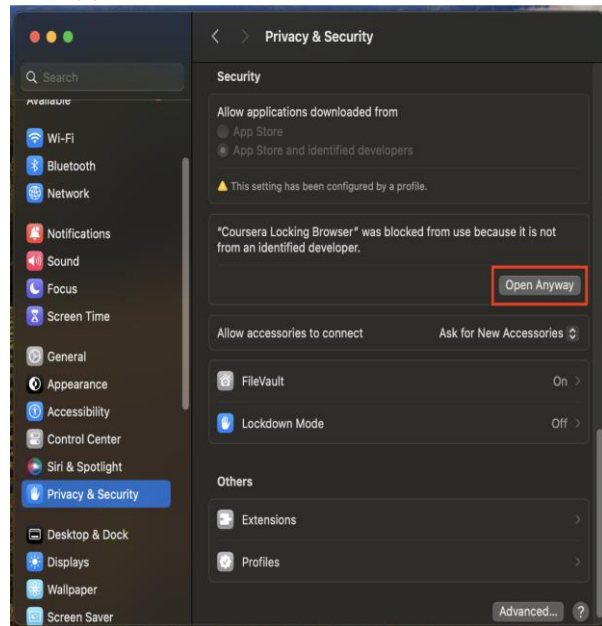 Privacy & Security
Search
Available
Wi-Fi
Bluetooth
Network
Notifications
Sound
Focus
Screen Time
General
Appearance
Accessibility
Control Center
Siri & Spotlight
Privacy & Security
Desktop & Dock
Displays
Wallpaper
Screen Saver
Security
Allow applications downloaded from
App Store
App Store and identified developers
This setting has been configured by a profile.
"Coursera Locking Browser" was blocked from use because it is not
from an identified developer.
Open Anyway
Allow accessories to connect Ask for New Accessories
FileVault On
Lockdown Mode Off
Others
Extensions
Profiles
Advanced... ?